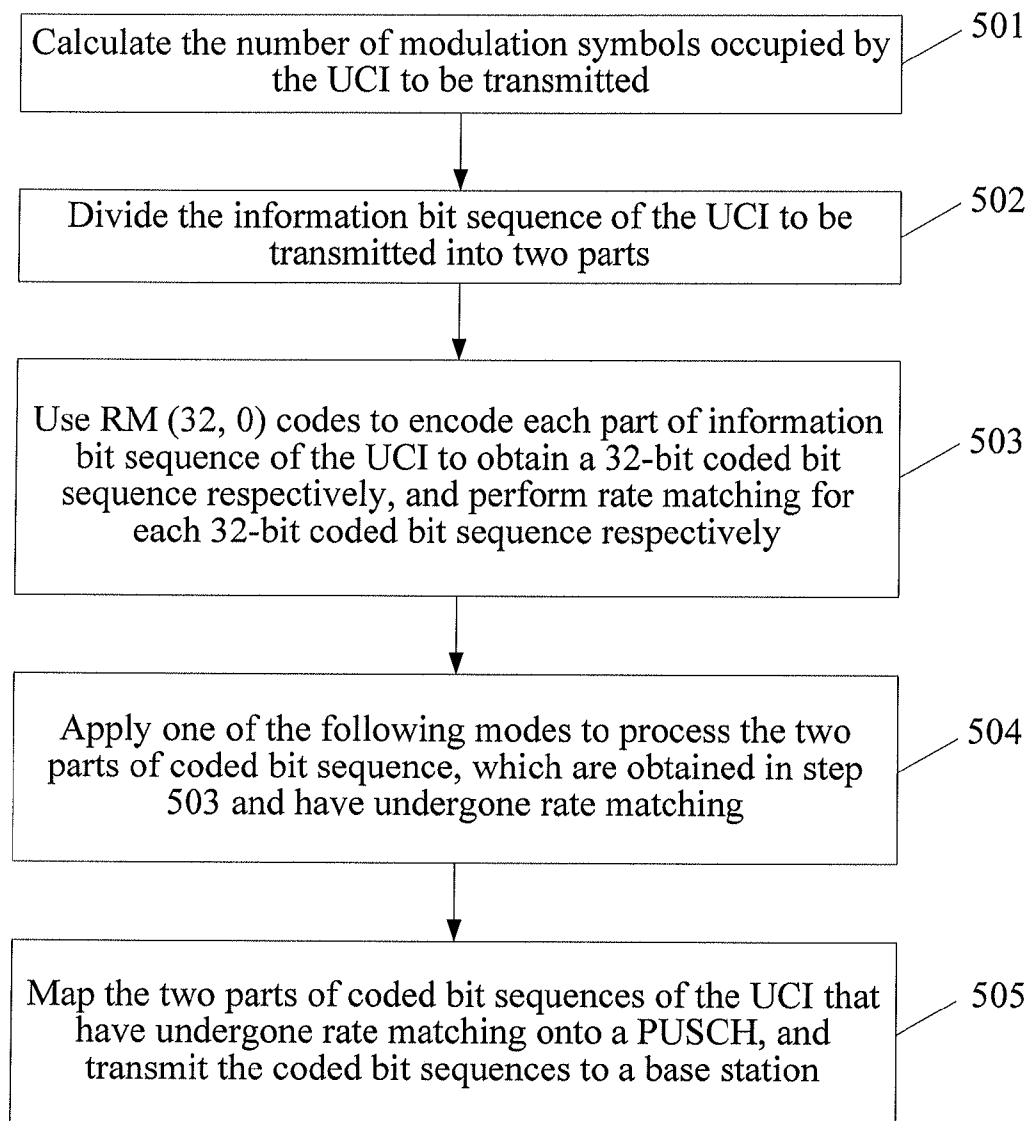 Calculate the number of modulation symbols occupied by
the UCI to be transmitted
501
Divide the information bit sequence of the UCI to be
transmitted into two parts
502
Use RM (32, 0) codes to encode each part of information
bit sequence of the UCI to obtain a 32-bit coded bit
sequence respectively, and perform rate matching for
each 32-bit coded bit sequence respectively
503
Apply one of the following modes to process the two
parts of coded bit sequence, which are obtained in step
503 and have undergone rate matching
504
Map the two parts of coded bit sequences of the UCI that
have undergone rate matching onto a PUSCH, and
transmit the coded bit sequences to a base station
505